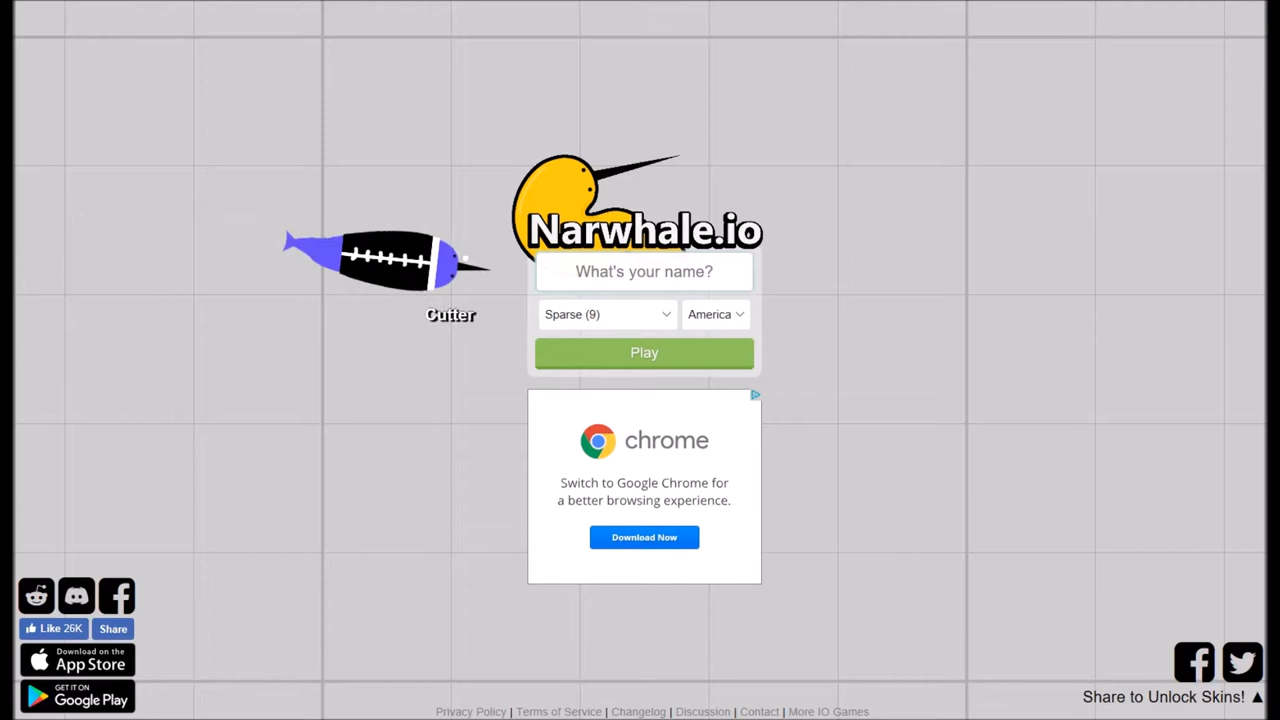 Narwhale.io
What's your name?
Sparse (9) America
Play
Cutter
chrome
Switch to Google Chrome for
a better browsing experience.
Download Now
Like 26K Share
Download on the
App Store
GET IT ON
Google Play
Share to Unlock Skins! ▲
Privacy Policy | Terms of Service | Changelog | Discussion | Contact | More IO Games